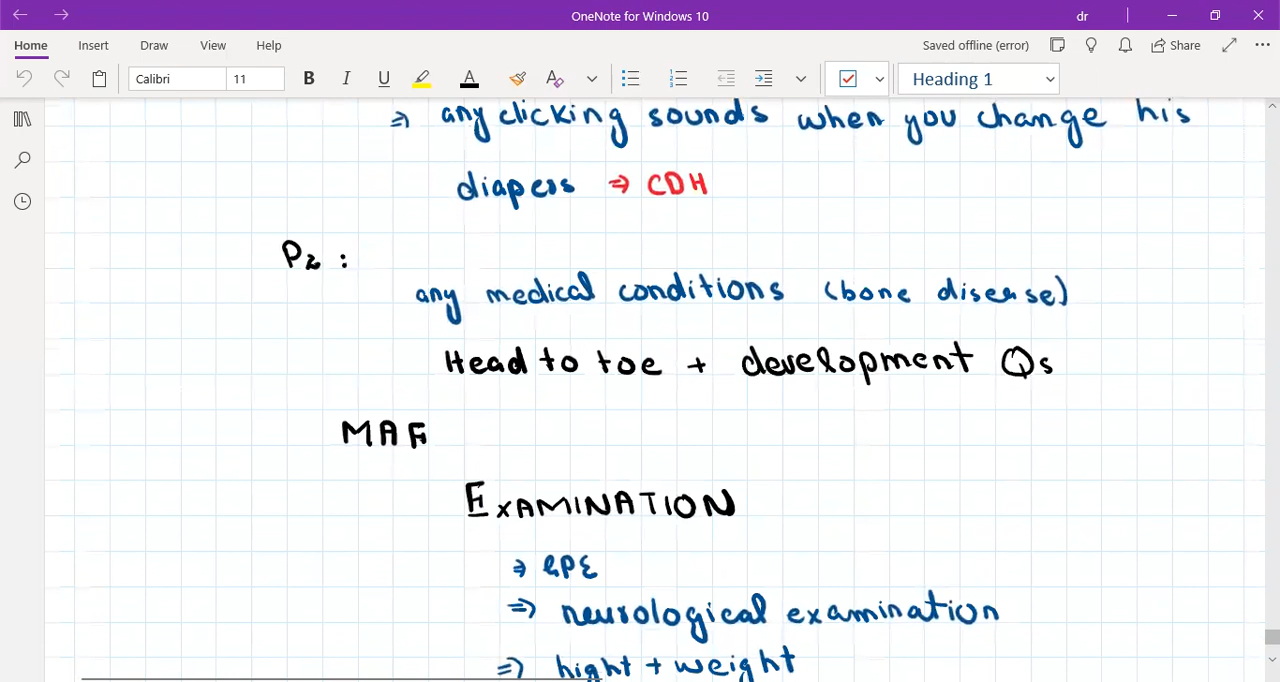 OneNote for Windows 10
dr
Home Insert Draw View Help
Saved offline (error)
Share
Calibri 11 B I U A A Heading 1
⇒ any clicking sounds when you change his
diapers ⇒ CDH
P2 :
any medical conditions (bone disease)
Head to toe + development Qs
MAF
EXAMINATION
⇒ GPE
⇒ neurological examination
⇒ hight + weight